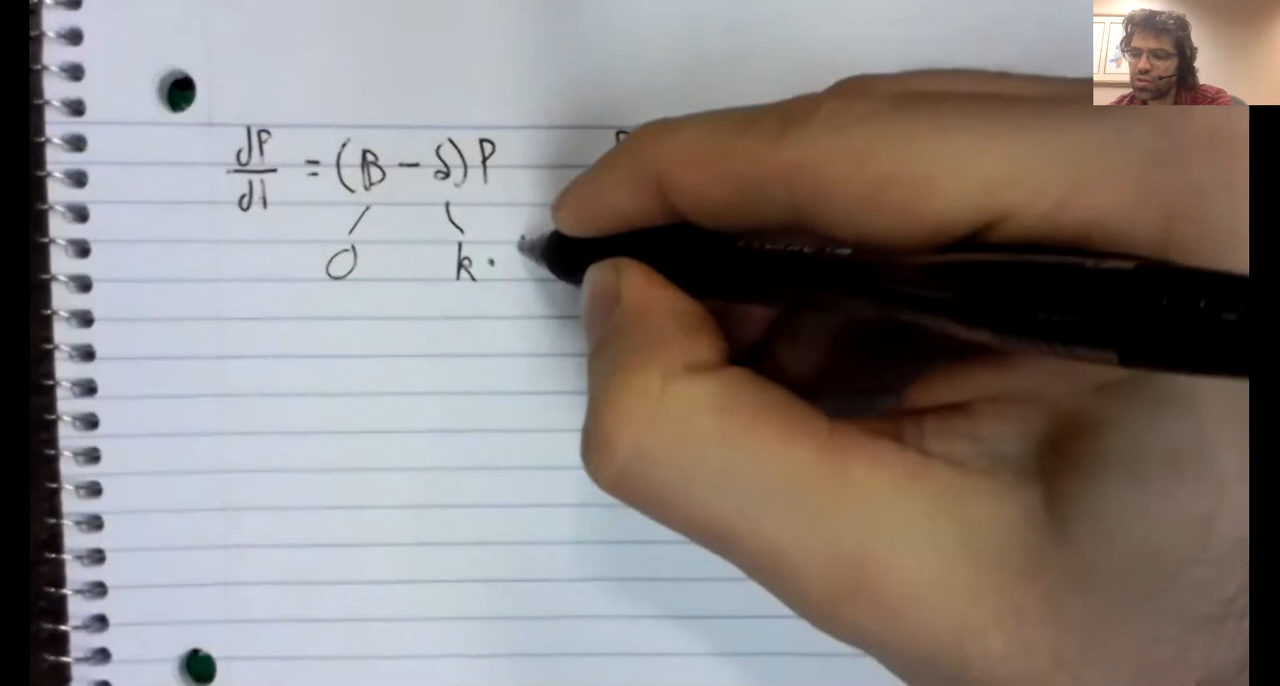 dP/dt = (B - δ)P
0 k.